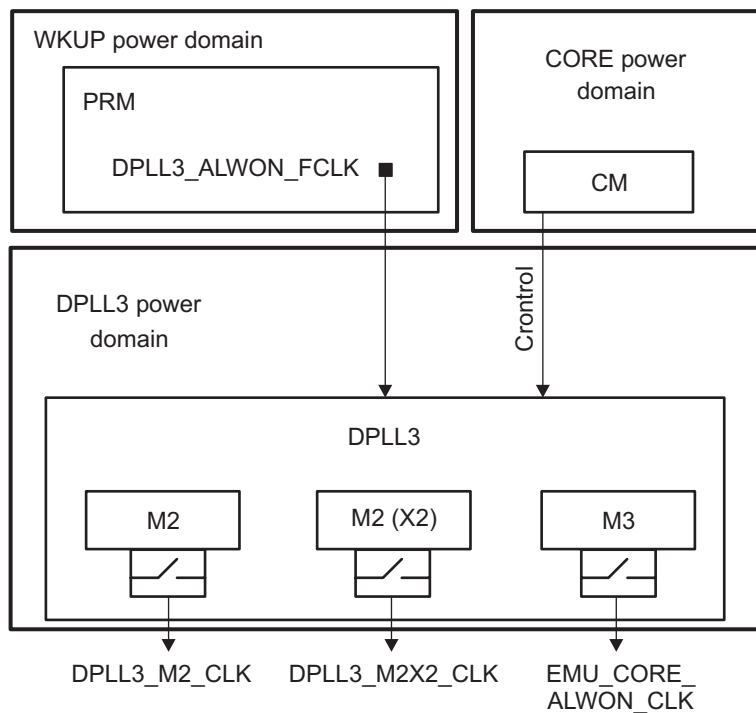 WKUP power domain
PRM
DPLL3_ALWON_FCLK
CORE power
domain
CM
DPLL3 power
domain
Crontrol
DPLL3
M2
M2 (X2)
M3
DPLL3_M2_CLK
DPLL3_M2X2_CLK
EMU_CORE_
ALWON_CLK